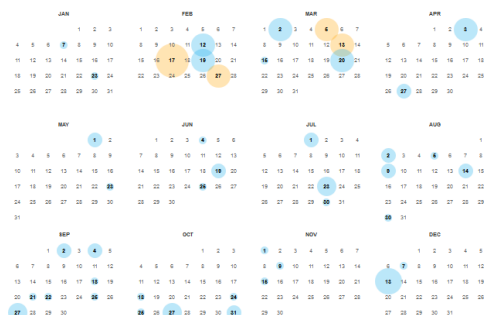 JAN
1 2 3
4 5 6 7 8 9 10
11 12 13 14 15 16 17
18 19 20 21 22 23 24
25 26 27 28 29 30 31
FEB
1 2 3 4 5 6 7
8 9 10 11 12 13 14
15 16 17 18 19 20 21
22 23 24 25 26 27 28
MAR
1 2 3 4 5 6 7
8 9 10 11 12 13 14
15 16 17 18 19 20 21
22 23 24 25 26 27 28
29 30 31
APR
1 2 3 4
5 6 7 8 9 10 11
12 13 14 15 16 17 18
19 20 21 22 23 24 25
26 27 28 29 30
MAY
1 2
3 4 5 6 7 8 9
10 11 12 13 14 15 16
17 18 19 20 21 22 23
24 25 26 27 28 29 30
31
JUN
1 2 3 4 5 6
7 8 9 10 11 12 13
14 15 16 17 18 19 20
21 22 23 24 25 26 27
28 29 30
JUL
1 2 3 4
5 6 7 8 9 10 11
12 13 14 15 16 17 18
19 20 21 22 23 24 25
26 27 28 29 30 31
AUG
1
2 3 4 5 6 7 8
9 10 11 12 13 14 15
16 17 18 19 20 21 22
23 24 25 26 27 28 29
30 31
SEP
1 2 3 4 5
6 7 8 9 10 11 12
13 14 15 16 17 18 19
20 21 22 23 24 25 26
27 28 29 30
OCT
1 2 3
4 5 6 7 8 9 10
11 12 13 14 15 16 17
18 19 20 21 22 23 24
25 26 27 28 29 30 31
NOV
1 2 3 4 5 6 7
8 9 10 11 12 13 14
15 16 17 18 19 20 21
22 23 24 25 26 27 28
29 30
DEC
1 2 3 4 5
6 7 8 9 10 11 12
13 14 15 16 17 18 19
20 21 22 23 24 25 26
27 28 29 30 31